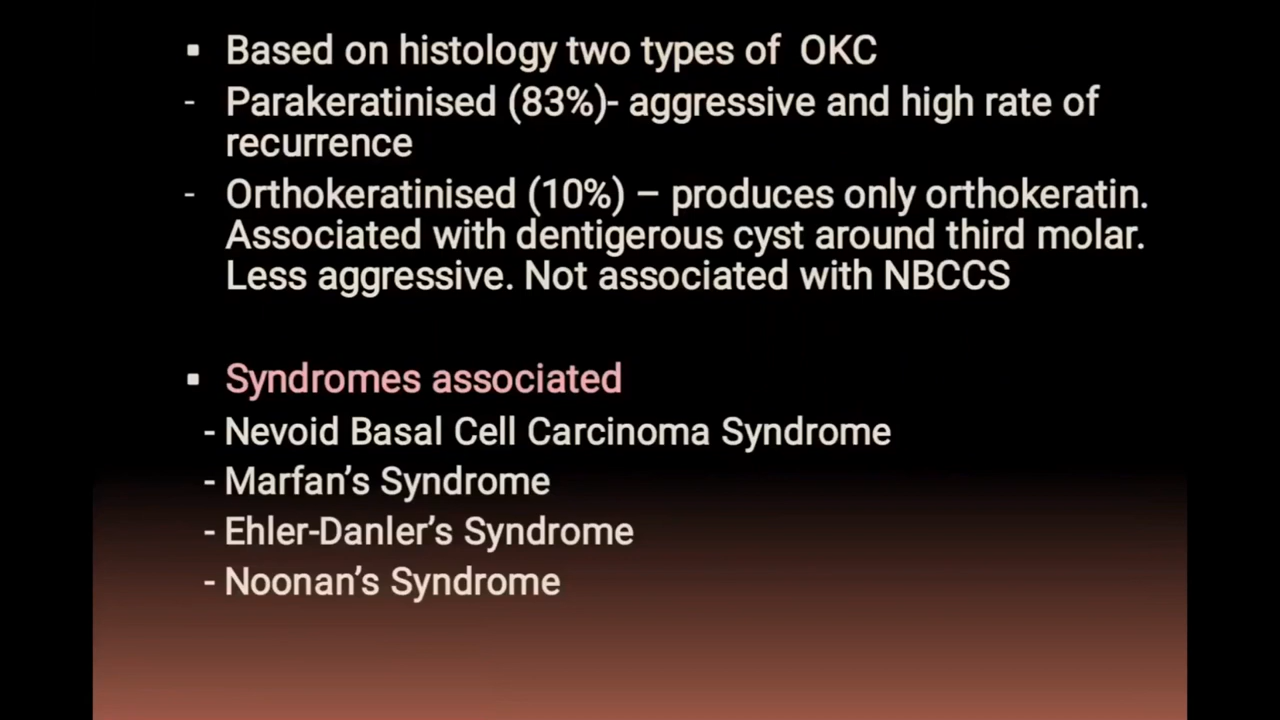 ▪ Based on histology two types of OKC
- Parakeratinised (83%)- aggressive and high rate of
recurrence
- Orthokeratinised (10%) – produces only orthokeratin.
Associated with dentigerous cyst around third molar.
Less aggressive. Not associated with NBCCS
▪ Syndromes associated
- Nevoid Basal Cell Carcinoma Syndrome
- Marfan’s Syndrome
- Ehler-Danler’s Syndrome
- Noonan’s Syndrome